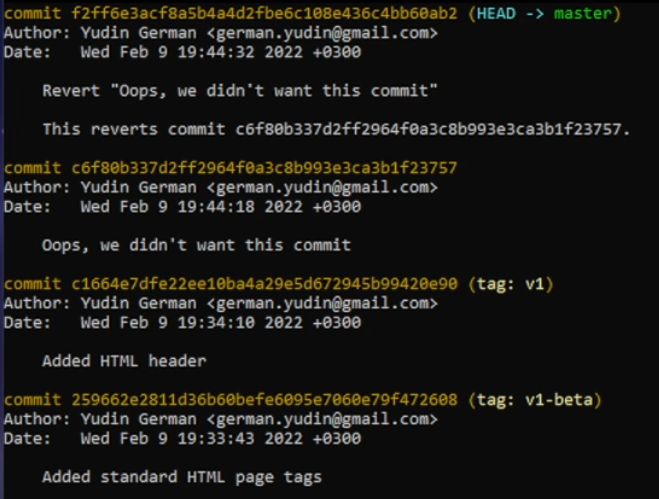 commit f2ff6e3acf8a5b4a4d2fbe6c108e436c4bb60ab2 (HEAD -> master)
Author: Yudin German <german.yudin@gmail.com>
Date:   Wed Feb 9 19:44:32 2022 +0300
Revert "Oops, we didn't want this commit"
This reverts commit c6f80b337d2ff2964f0a3c8b993e3ca3b1f23757.
commit c6f80b337d2ff2964f0a3c8b993e3ca3b1f23757
Author: Yudin German <german.yudin@gmail.com>
Date:   Wed Feb 9 19:44:18 2022 +0300
Oops, we didn't want this commit
commit c1664e7dfe22ee10ba4a29e5d672945b99420e90 (tag: v1)
Author: Yudin German <german.yudin@gmail.com>
Date:   Wed Feb 9 19:34:10 2022 +0300
Added HTML header
commit 259662e2811d36b60befe6095e7060e79f472608 (tag: v1-beta)
Author: Yudin German <german.yudin@gmail.com>
Date:   Wed Feb 9 19:33:43 2022 +0300
Added standard HTML page tags